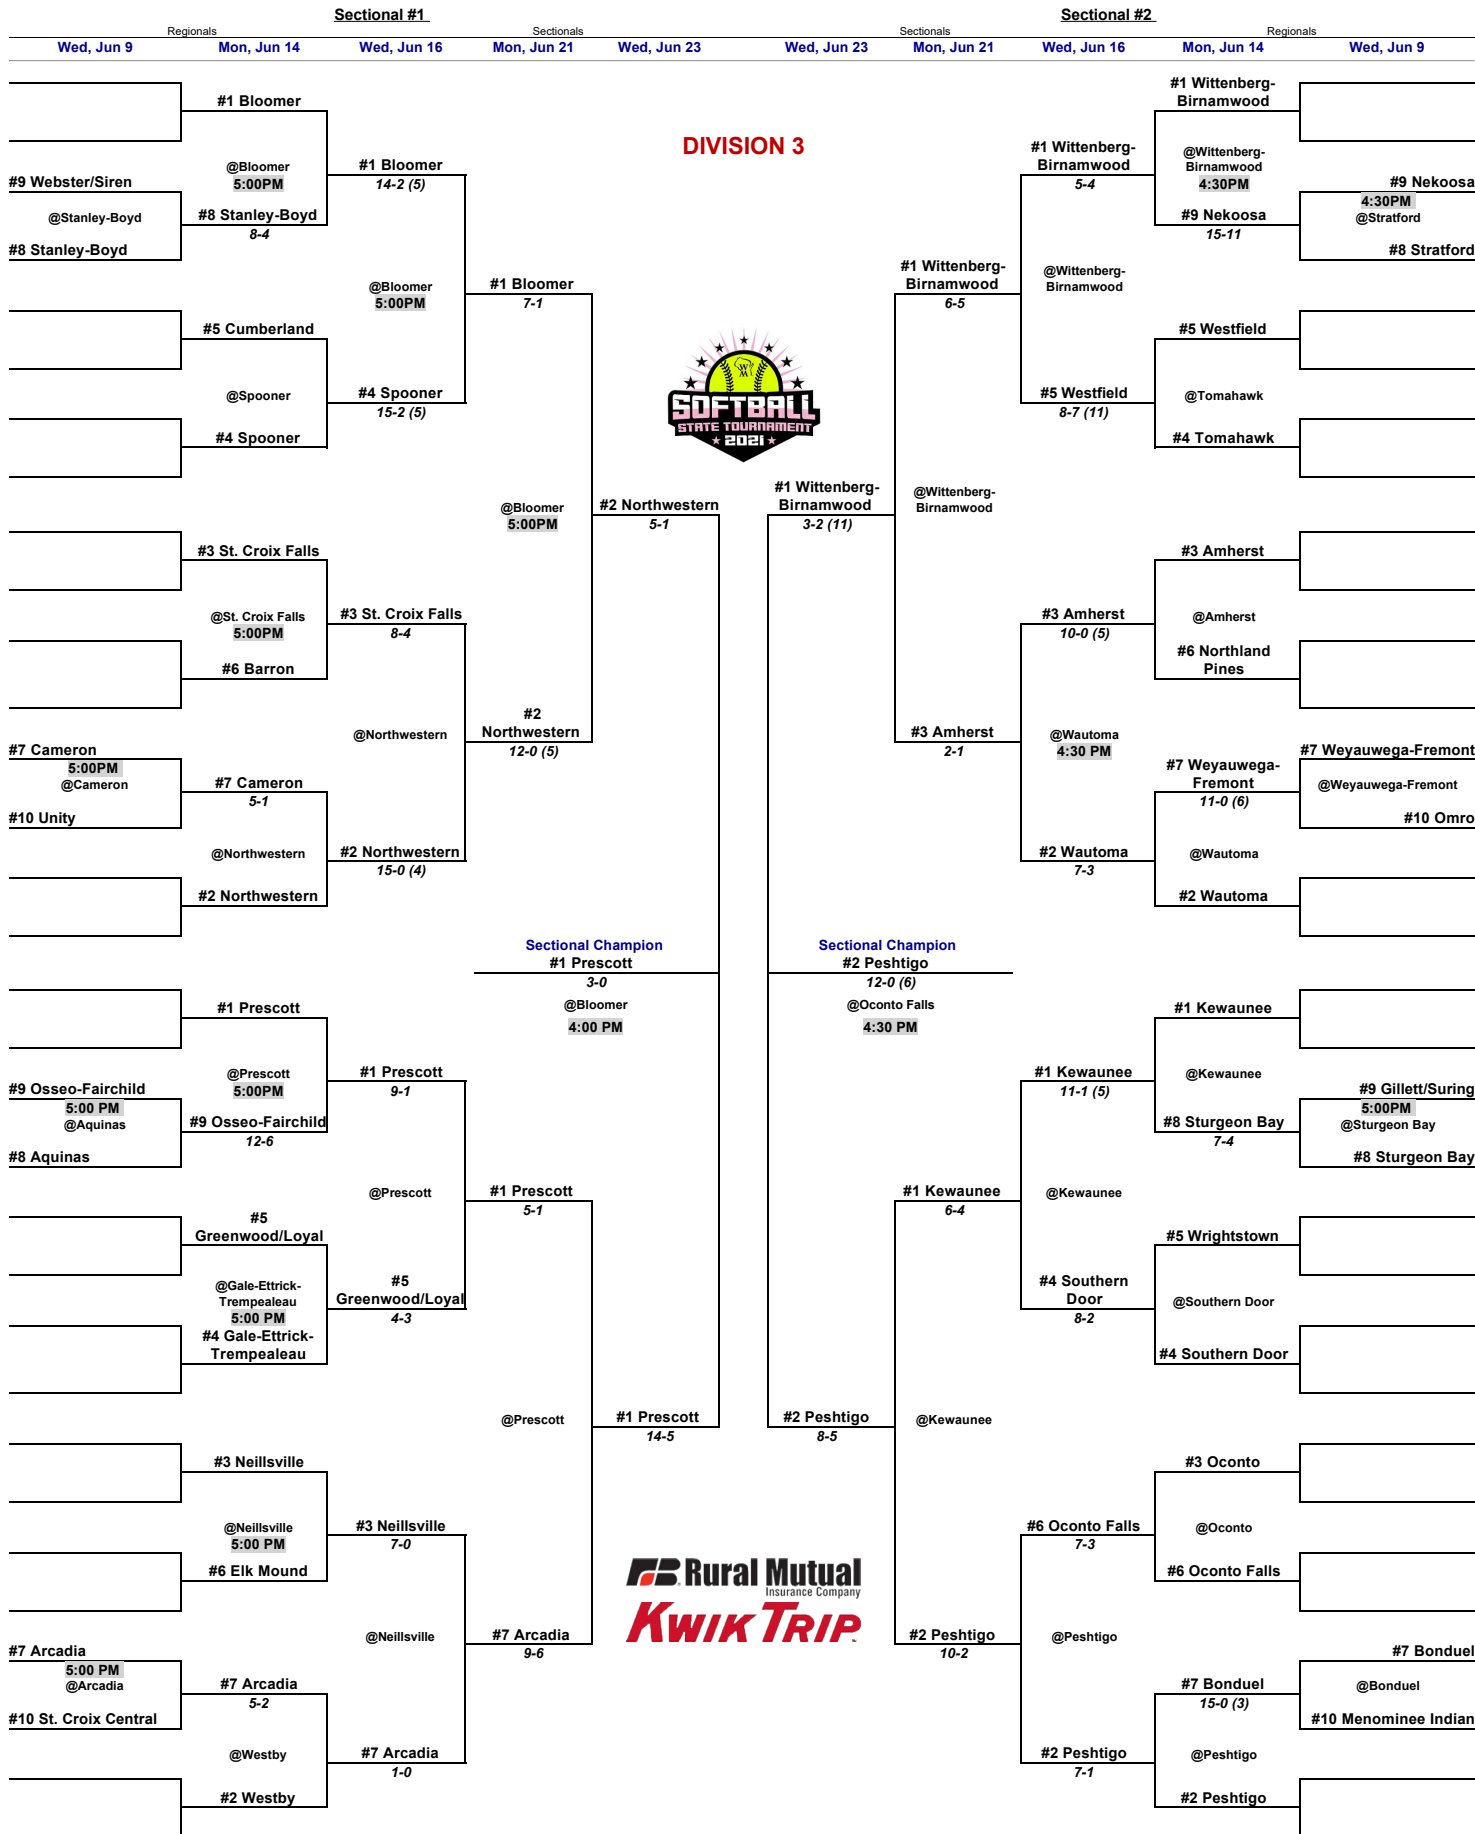 Sectional #1
Sectional #2
Regionals
Sectionals
Sectionals
Regionals
Wed, Jun 9
Mon, Jun 14
Wed, Jun 16
Mon, Jun 21
Wed, Jun 23
Wed, Jun 23
Mon, Jun 21
Wed, Jun 16
Mon, Jun 14
Wed, Jun 9
DIVISION 3
#1 Bloomer
@Bloomer
5:00PM
#1 Bloomer
14-2 (5)
#9 Webster/Siren
@Stanley-Boyd
#8 Stanley-Boyd
8-4
#8 Stanley-Boyd
@Bloomer
5:00PM
#1 Bloomer
7-1
#5 Cumberland
@Spooner
#4 Spooner
15-2 (5)
#4 Spooner
@Bloomer
5:00PM
#2 Northwestern
5-1
#3 St. Croix Falls
@St. Croix Falls
5:00PM
#3 St. Croix Falls
8-4
#6 Barron
@Northwestern
#2
Northwestern
12-0 (5)
#7 Cameron
5:00PM
@Cameron
#7 Cameron
5-1
#10 Unity
@Northwestern
#2 Northwestern
15-0 (4)
#2 Northwestern
Sectional Champion
#1 Prescott
3-0
@Bloomer
4:00 PM
#1 Prescott
@Prescott
5:00PM
#1 Prescott
9-1
#9 Osseo-Fairchild
5:00 PM
@Aquinas
#9 Osseo-Fairchild
12-6
#8 Aquinas
@Prescott
#1 Prescott
5-1
#5
Greenwood/Loyal
@Gale-Ettrick-
Trempealeau
5:00 PM
#5
Greenwood/Loyal
4-3
#4 Gale-Ettrick-
Trempealeau
@Prescott
#1 Prescott
14-5
#3 Neillsville
@Neillsville
5:00 PM
#3 Neillsville
7-0
#6 Elk Mound
@Neillsville
#7 Arcadia
9-6
#7 Arcadia
5:00 PM
@Arcadia
#7 Arcadia
5-2
#10 St. Croix Central
@Westby
#7 Arcadia
1-0
#2 Westby
SOFTBALL
STATE TOURNAMENT
2021
#1 Wittenberg-
Birnamwood
@Wittenberg-
Birnamwood
4:30PM
#1 Wittenberg-
Birnamwood
5-4
#9 Nekoosa
4:30PM
@Stratford
#9 Nekoosa
15-11
#8 Stratford
#1 Wittenberg-
Birnamwood
6-5
@Wittenberg-
Birnamwood
#5 Westfield
#5 Westfield
8-7 (11)
@Tomahawk
#4 Tomahawk
#1 Wittenberg-
Birnamwood
3-2 (11)
@Wittenberg-
Birnamwood
#3 Amherst
#3 Amherst
10-0 (5)
@Amherst
#6 Northland
Pines
#3 Amherst
2-1
@Wautoma
4:30 PM
#7 Weyauwega-Fremont
@Weyauwega-Fremont
#7 Weyauwega-
Fremont
11-0 (6)
#10 Omro
#2 Wautoma
7-3
@Wautoma
#2 Wautoma
Sectional Champion
#2 Peshtigo
12-0 (6)
@Oconto Falls
4:30 PM
#1 Kewaunee
#1 Kewaunee
11-1 (5)
@Kewaunee
#9 Gillett/Suring
5:00PM
@Sturgeon Bay
#8 Sturgeon Bay
7-4
#8 Sturgeon Bay
#1 Kewaunee
6-4
@Kewaunee
#5 Wrightstown
#4 Southern
Door
8-2
@Southern Door
#4 Southern Door
#2 Peshtigo
8-5
@Kewaunee
#3 Oconto
#6 Oconto Falls
7-3
@Oconto
#6 Oconto Falls
#2 Peshtigo
10-2
@Peshtigo
#7 Bonduel
@Bonduel
#7 Bonduel
15-0 (3)
#10 Menominee Indian
#2 Peshtigo
7-1
@Peshtigo
#2 Peshtigo
Rural Mutual
Insurance Company
KWIK TRIP